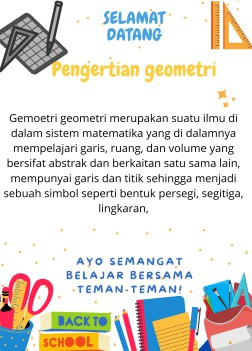 SELAMAT
DATANG
Pengertian geometri
Gemoetri geometri merupakan suatu ilmu di
dalam sistem matematika yang di dalamnya
mempelajari garis, ruang, dan volume yang
bersifat abstrak dan berkaitan satu sama lain,
mempunyai garis dan titik sehingga menjadi
sebuah simbol seperti bentuk persegi, segitiga,
lingkaran,
AYO SEMANGAT
BELAJAR BERSAMA
TEMAN-TEMAN!
BACK TO
SCHOOL